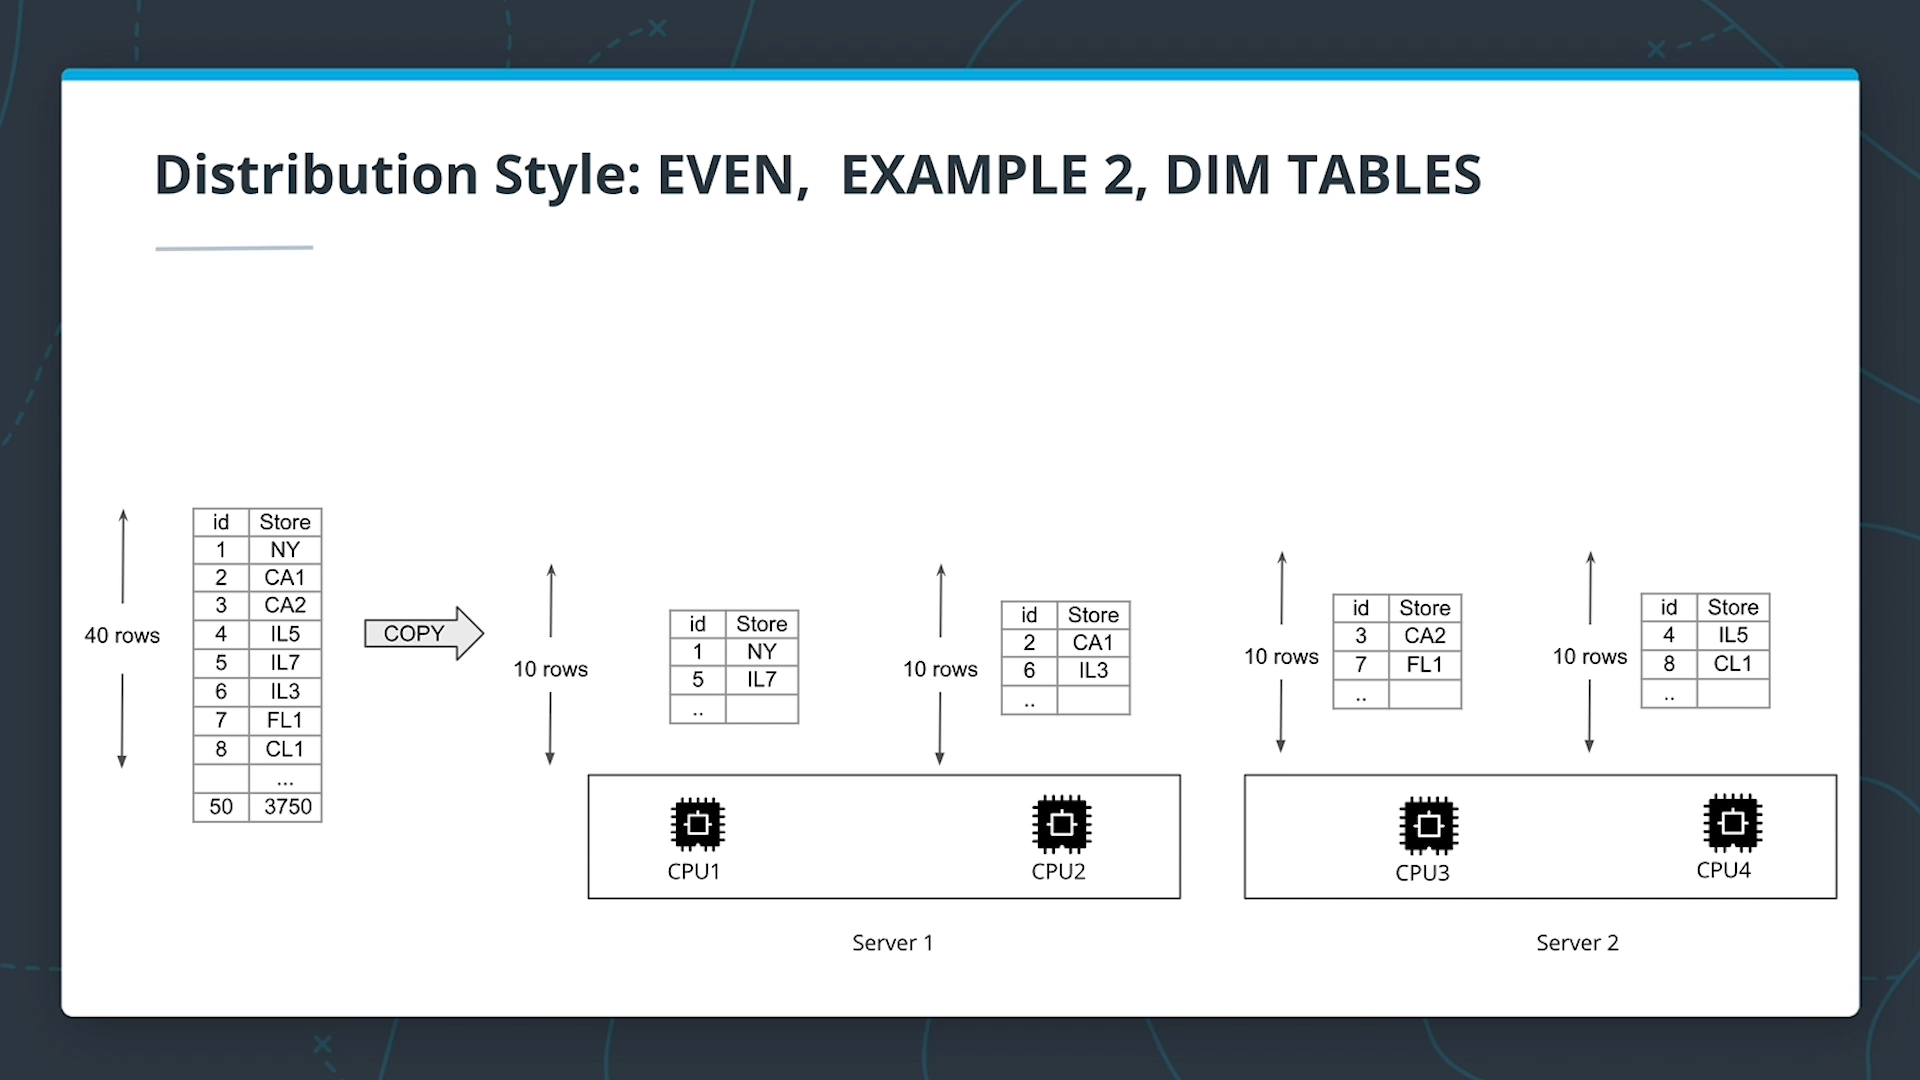 Distribution Style: EVEN, EXAMPLE 2, DIM TABLES
40 rows
id Store
1 NY
2 CA1
3 CA2
4 IL5
5 IL7
6 IL3
7 FL1
8 CL1
...
50 3750
COPY
10 rows
id Store
1 NY
5 IL7
..
10 rows
id Store
2 CA1
6 IL3
..
10 rows
id Store
3 CA2
7 FL1
..
10 rows
id Store
4 IL5
8 CL1
..
CPU1
CPU2
CPU3
CPU4
Server 1
Server 2